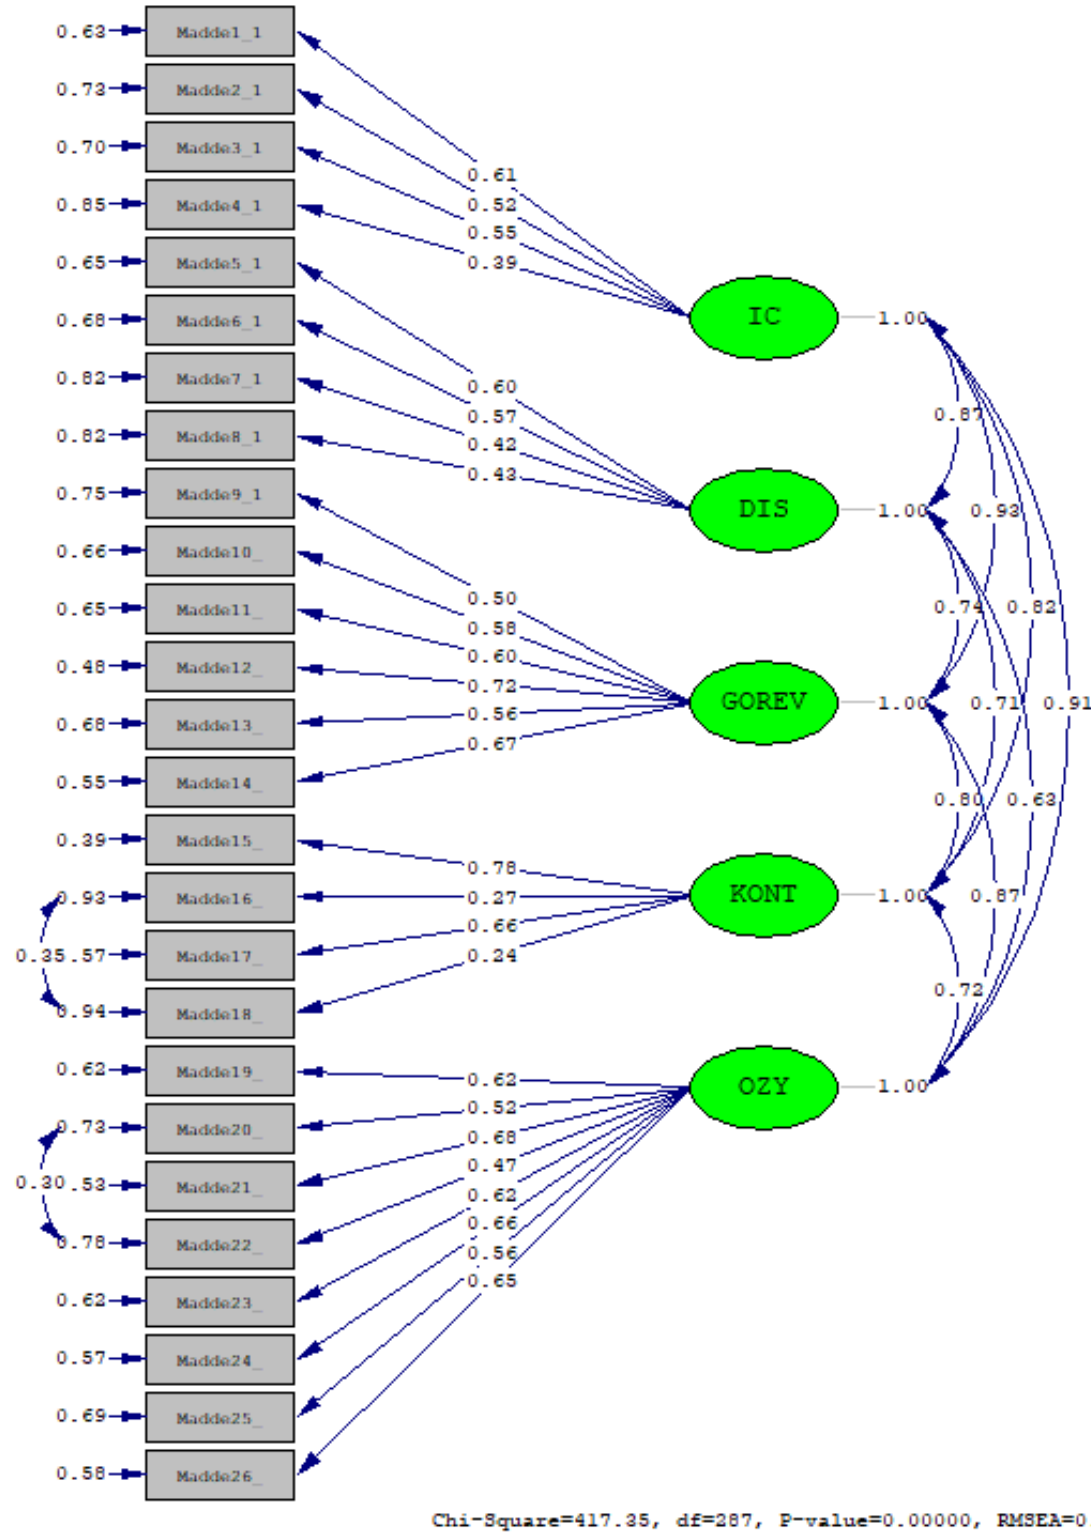 0.63 Madde1_1
0.73 Madde2_1
0.70 Madde3_1
0.85 Madde4_1
0.65 Madde5_1
0.68 Madde6_1
0.82 Madde7_1
0.82 Madde8_1
0.75 Madde9_1
0.66 Madde10_
0.65 Madde11_
0.48 Madde12_
0.68 Madde13_
0.55 Madde14_
0.39 Madde15_
0.93 Madde16_
0.35 .57 Madde17_
0.94 Madde18_
0.62 Madde19_
0.73 Madde20_
0.30 .53 Madde21_
0.78 Madde22_
0.62 Madde23_
0.57 Madde24_
0.69 Madde25_
0.58 Madde26_
0.61
0.52
0.55
0.39
0.60
0.57
0.42
0.43
0.50
0.58
0.60
0.72
0.56
0.67
0.78
0.27
0.66
0.24
0.62
0.52
0.68
0.47
0.62
0.66
0.56
0.65
IC 1.00
DIS 1.00
GOREV 1.00
KONT 1.00
OZY 1.00
0.87
0.93
0.74 0.82
0.71 0.91
0.80 0.63
0.87
0.72
Chi-Square=417.35, df=287, P-value=0.00000, RMSEA=0